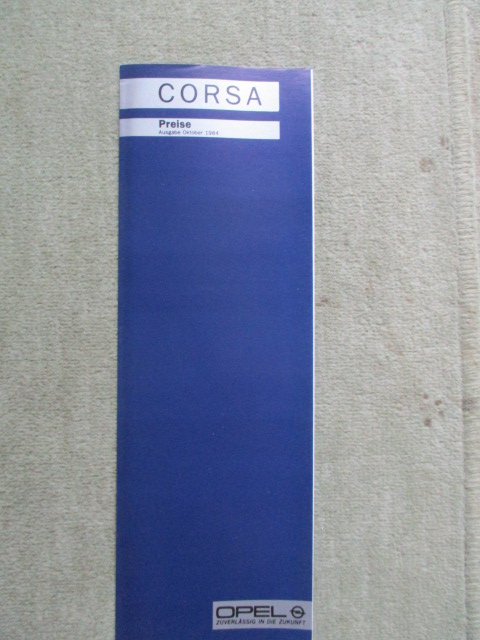 CORSA
Preise
Ausgabe Oktober 1984
OPEL
ZUVERLÄSSIG IN DIE ZUKUNFT